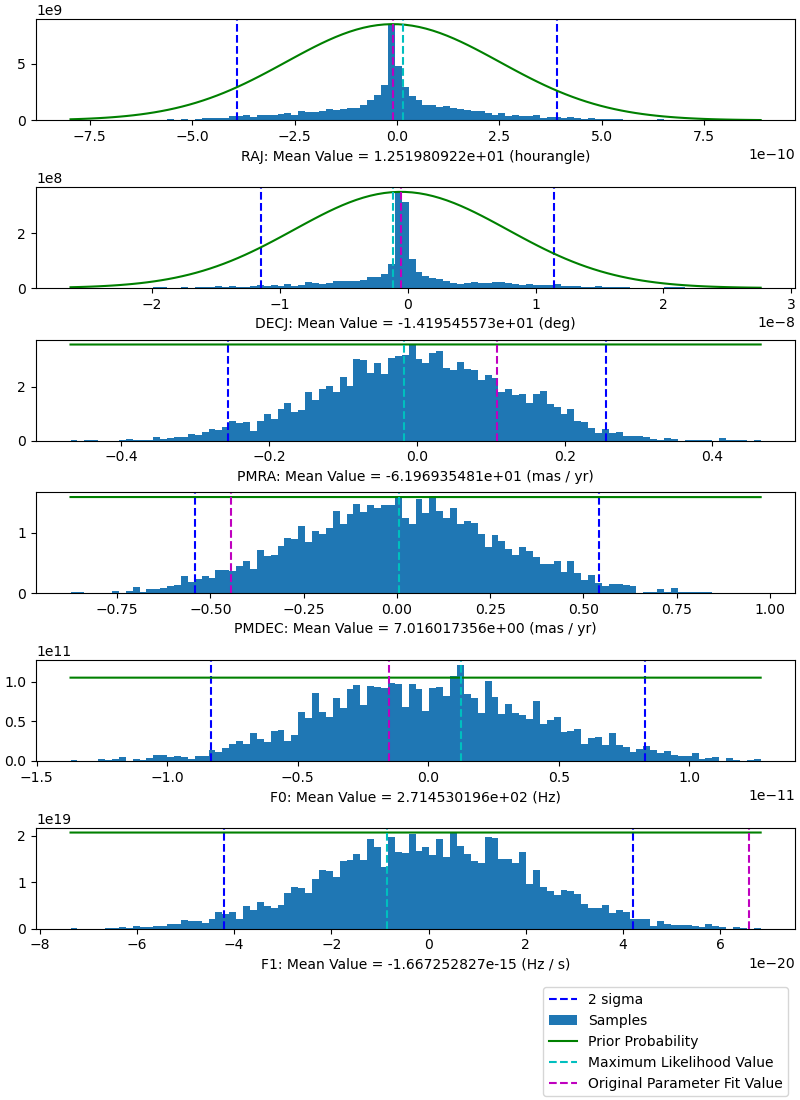 1e9
5
0
−7.5 −5.0 −2.5 0.0 2.5 5.0 7.5
1e−10
RAJ: Mean Value = 1.251980922e+01 (hourangle)
1e8
2
0
−2 −1 0 1 2 3
1e−8
DECJ: Mean Value = -1.419545573e+01 (deg)
2
0
−0.4 −0.2 0.0 0.2 0.4
PMRA: Mean Value = -6.196935481e+01 (mas / yr)
1
0
−0.75 −0.50 −0.25 0.00 0.25 0.50 0.75 1.00
PMDEC: Mean Value = 7.016017356e+00 (mas / yr)
1e11
1.0
0.5
0.0
−1.5 −1.0 −0.5 0.0 0.5 1.0
1e−11
F0: Mean Value = 2.714530196e+02 (Hz)
1e19
2
1
0
−8 −6 −4 −2 0 2 4 6
1e−20
F1: Mean Value = -1.667252827e-15 (Hz / s)
2 sigma
Samples
Prior Probability
Maximum Likelihood Value
Original Parameter Fit Value